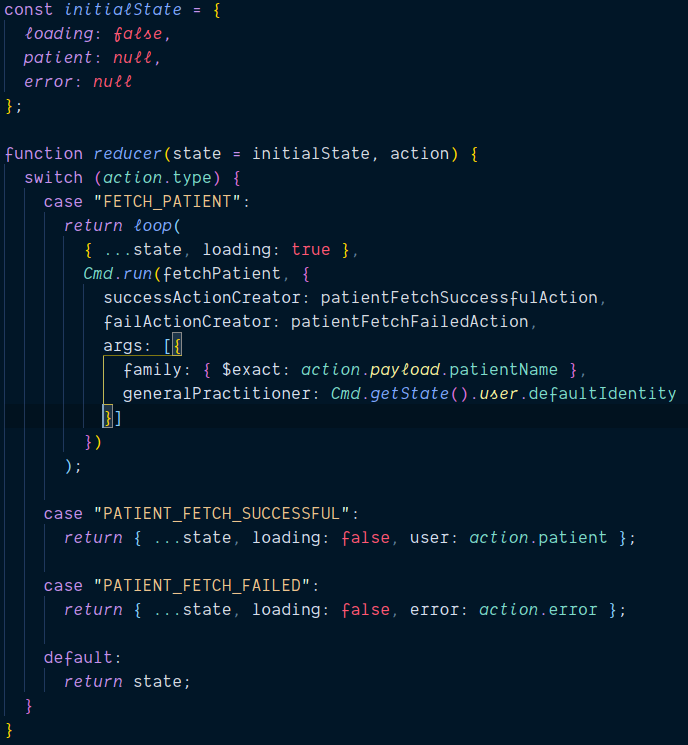 const initialState = {
  loading: false,
  patient: null,
  error: null
};

function reducer(state = initialState, action) {
  switch (action.type) {
    case "FETCH_PATIENT":
      return loop(
        { ...state, loading: true },
        Cmd.run(fetchPatient, {
          successActionCreator: patientFetchSuccessfulAction,
          failActionCreator: patientFetchFailedAction,
          args: [{
            family: { $exact: action.payload.patientName },
            generalPractitioner: Cmd.getState().user.defaultIdentity
          }]
        })
      );

    case "PATIENT_FETCH_SUCCESSFUL":
      return { ...state, loading: false, user: action.patient };

    case "PATIENT_FETCH_FAILED":
      return { ...state, loading: false, error: action.error };

    default:
      return state;
  }
}